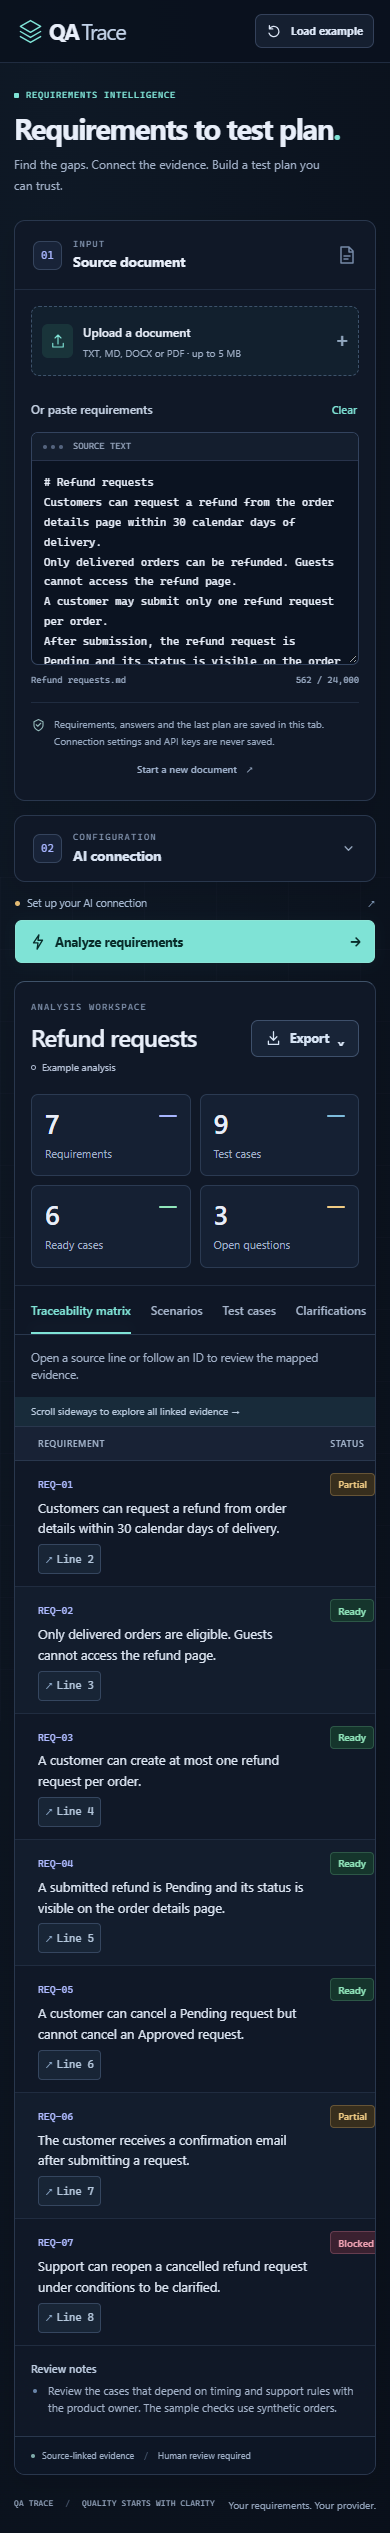 QA Trace
Load example
REQUIREMENTS INTELLIGENCE
Requirements to test plan.
Find the gaps. Connect the evidence. Build a test plan you
can trust.
01
INPUT
Source document
Upload a document
TXT, MD, DOCX or PDF · up to 5 MB
+
Or paste requirements
Clear
SOURCE TEXT
# Refund requests
Customers can request a refund from the order
details page within 30 calendar days of
delivery.
Only delivered orders can be refunded. Guests
cannot access the refund page.
A customer may submit only one refund request
per order.
After submission, the refund request is
Pending and its status is visible on the order
Refund requests.md
562 / 24,000
Requirements, answers and the last plan are saved in this tab.
Connection settings and API keys are never saved.
Start a new document ↗
02
CONFIGURATION
AI connection
Set up your AI connection ↗
Analyze requirements →
ANALYSIS WORKSPACE
Refund requests
Export
Example analysis
7
Requirements
9
Test cases
6
Ready cases
3
Open questions
Traceability matrix Scenarios Test cases Clarifications
Open a source line or follow an ID to review the mapped
evidence.
Scroll sideways to explore all linked evidence →
REQUIREMENT STATUS
REQ-01
Partial
Customers can request a refund from order
details within 30 calendar days of delivery.
↗ Line 2
REQ-02
Ready
Only delivered orders are eligible. Guests
cannot access the refund page.
↗ Line 3
REQ-03
Ready
A customer can create at most one refund
request per order.
↗ Line 4
REQ-04
Ready
A submitted refund is Pending and its status is
visible on the order details page.
↗ Line 5
REQ-05
Ready
A customer can cancel a Pending request but
cannot cancel an Approved request.
↗ Line 6
REQ-06
Partial
The customer receives a confirmation email
after submitting a request.
↗ Line 7
REQ-07
Blocked
Support can reopen a cancelled refund request
under conditions to be clarified.
↗ Line 8
Review notes
• Review the cases that depend on timing and support rules with
the product owner. The sample checks use synthetic orders.
Source-linked evidence / Human review required
QA TRACE / QUALITY STARTS WITH CLARITY
Your requirements. Your provider.